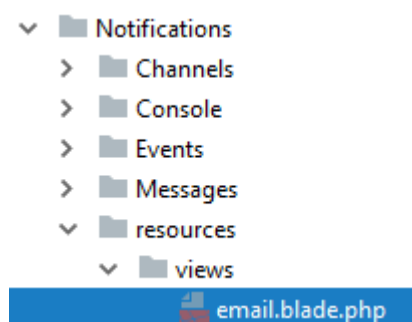 Notifications
Channels
Console
Events
Messages
resources
views
email.blade.php